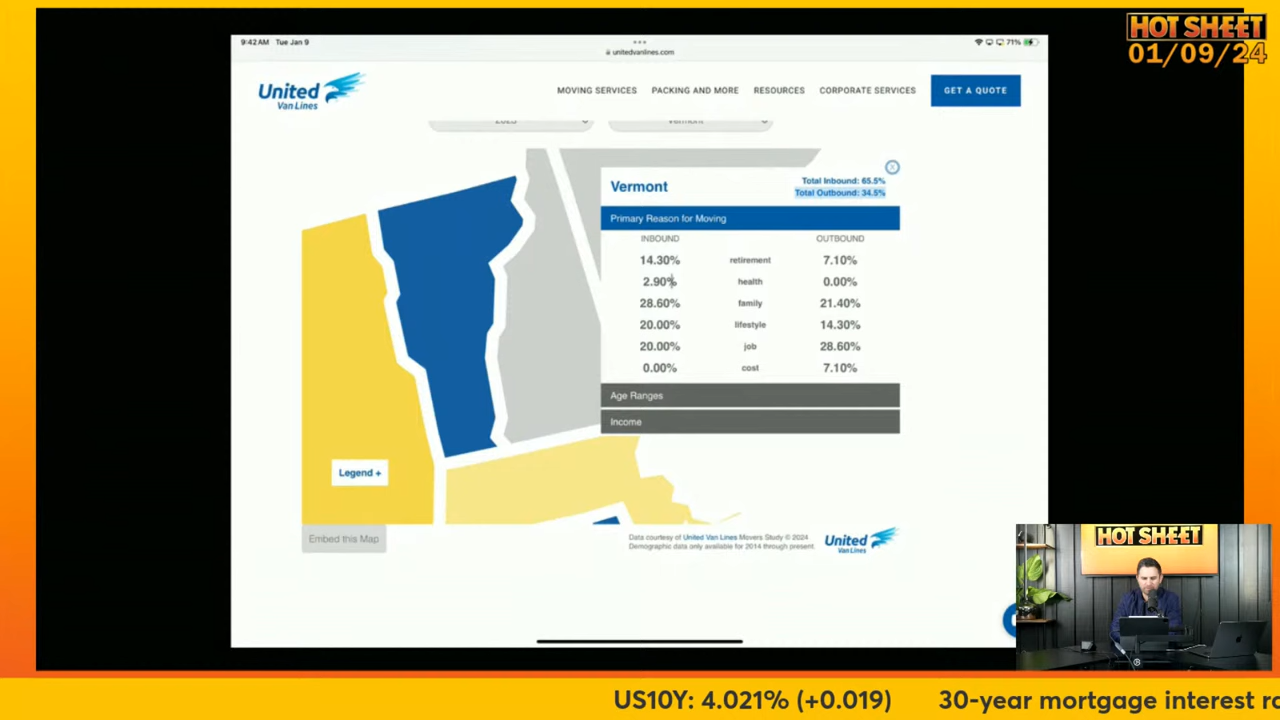 HOT SHEET
01/09/24
9:42 AM Tue Jan 9
unitedvanlines.com
71%
United
Van Lines
MOVING SERVICES
PACKING AND MORE
RESOURCES
CORPORATE SERVICES
GET A QUOTE
2023
Vermont
Vermont
Total Inbound: 65.5%
Total Outbound: 34.5%
Primary Reason for Moving
INBOUND OUTBOUND
14.30% retirement 7.10%
2.90% health 0.00%
28.60% family 21.40%
20.00% lifestyle 14.30%
20.00% job 28.60%
0.00% cost 7.10%
Age Ranges
Income
Legend +
Embed this Map
Data courtesy of United Van Lines Movers Study © 2024
Demographic data only available for 2014 through present.
United
Van Lines
HOT SHEET
US10Y: 4.021% (+0.019) 30-year mortgage interest